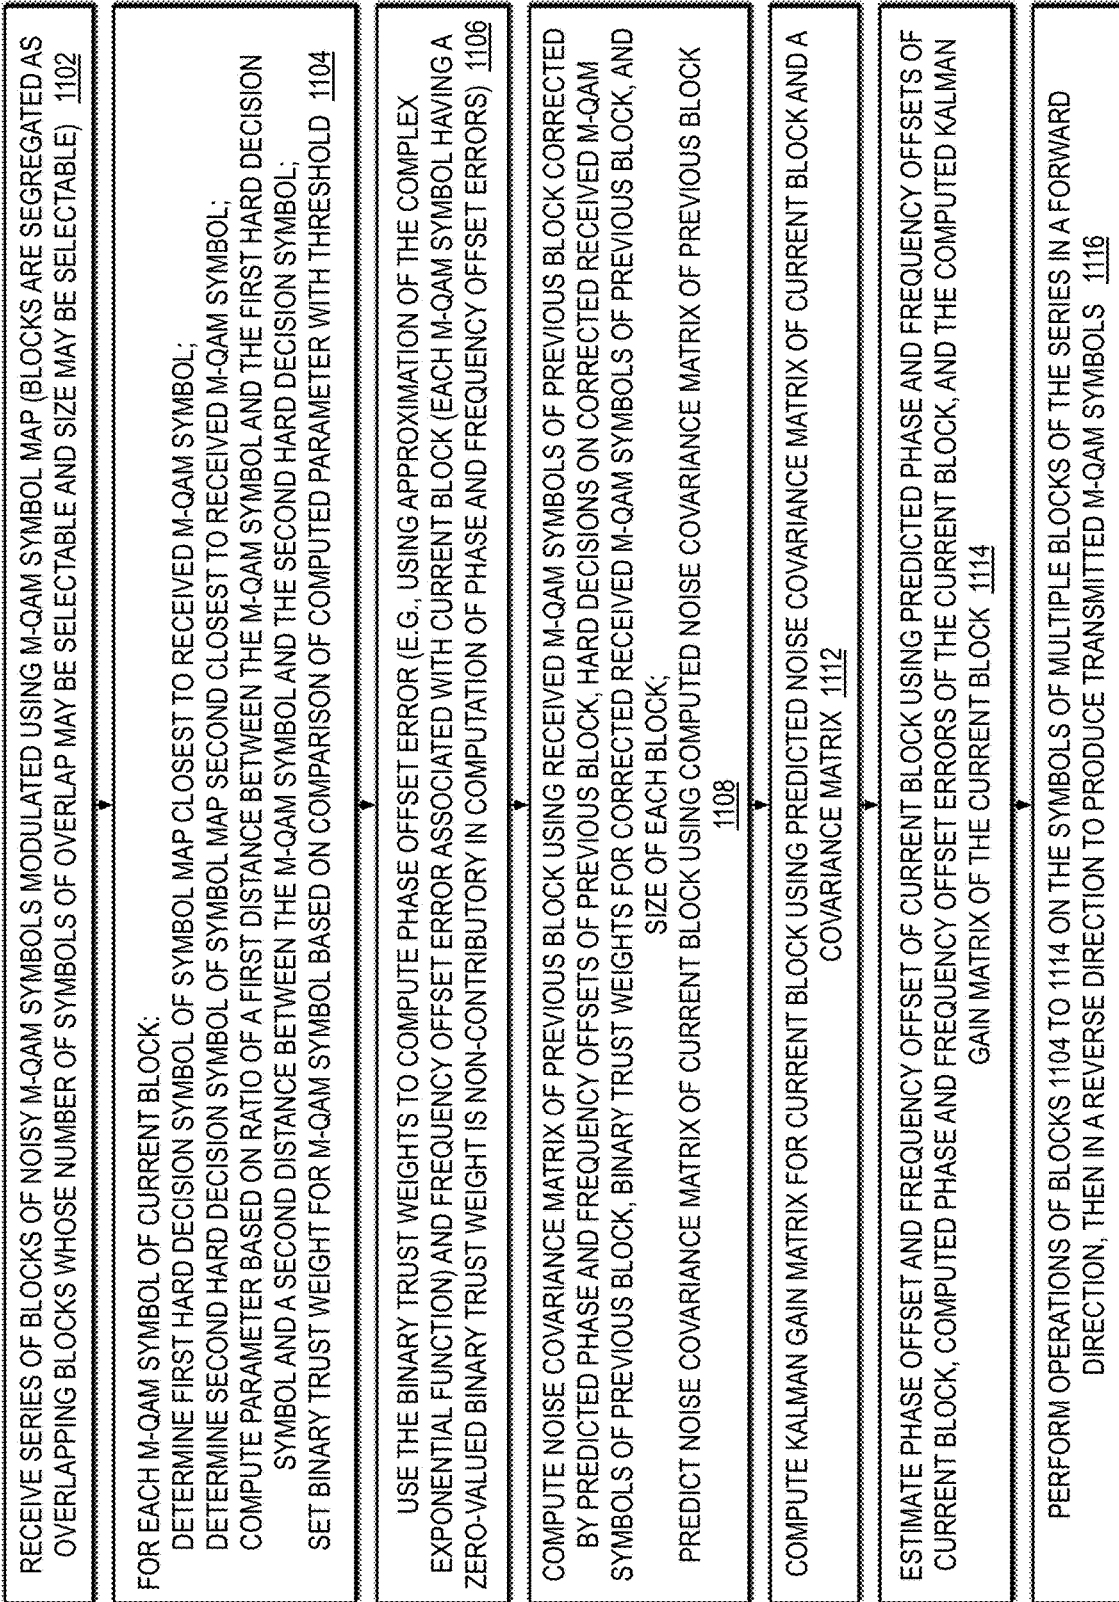 RECEIVE SERIES OF BLOCKS OF NOISY M-QAM SYMBOLS MODULATED USING M-QAM SYMBOL MAP (BLOCKS ARE SEGREGATED AS
OVERLAPPING BLOCKS WHOSE NUMBER OF SYMBOLS OF OVERLAP MAY BE SELECTABLE AND SIZE MAY BE SELECTABLE) 1102
FOR EACH M-QAM SYMBOL OF CURRENT BLOCK:
DETERMINE FIRST HARD DECISION SYMBOL OF SYMBOL MAP CLOSEST TO RECEIVED M-QAM SYMBOL;
DETERMINE SECOND HARD DECISION SYMBOL OF SYMBOL MAP SECOND CLOSEST TO RECEIVED M-QAM SYMBOL;
COMPUTE PARAMETER BASED ON RATIO OF A FIRST DISTANCE BETWEEN THE M-QAM SYMBOL AND THE FIRST HARD DECISION
SYMBOL AND A SECOND DISTANCE BETWEEN THE M-QAM SYMBOL AND THE SECOND HARD DECISION SYMBOL;
SET BINARY TRUST WEIGHT FOR M-QAM SYMBOL BASED ON COMPARISON OF COMPUTED PARAMETER WITH THRESHOLD 1104
USE THE BINARY TRUST WEIGHTS TO COMPUTE PHASE OFFSET ERROR (E.G., USING APPROXIMATION OF THE COMPLEX
EXPONENTIAL FUNCTION) AND FREQUENCY OFFSET ERROR ASSOCIATED WITH CURRENT BLOCK (EACH M-QAM SYMBOL HAVING A
ZERO-VALUED BINARY TRUST WEIGHT IS NON-CONTRIBUTORY IN COMPUTATION OF PHASE AND FREQUENCY OFFSET ERRORS) 1106
COMPUTE NOISE COVARIANCE MATRIX OF PREVIOUS BLOCK USING RECEIVED M-QAM SYMBOLS OF PREVIOUS BLOCK CORRECTED
BY PREDICTED PHASE AND FREQUENCY OFFSETS OF PREVIOUS BLOCK, HARD DECISIONS ON CORRECTED RECEIVED M-QAM
SYMBOLS OF PREVIOUS BLOCK, BINARY TRUST WEIGHTS FOR CORRECTED RECEIVED M-QAM SYMBOLS OF PREVIOUS BLOCK, AND
SIZE OF EACH BLOCK;
PREDICT NOISE COVARIANCE MATRIX OF CURRENT BLOCK USING COMPUTED NOISE COVARIANCE MATRIX OF PREVIOUS BLOCK
1108
COMPUTE KALMAN GAIN MATRIX FOR CURRENT BLOCK USING PREDICTED NOISE COVARIANCE MATRIX OF CURRENT BLOCK AND A
COVARIANCE MATRIX 1112
ESTIMATE PHASE OFFSET AND FREQUENCY OFFSET OF CURRENT BLOCK USING PREDICTED PHASE AND FREQUENCY OFFSETS OF
CURRENT BLOCK, COMPUTED PHASE AND FREQUENCY OFFSET ERRORS OF THE CURRENT BLOCK, AND THE COMPUTED KALMAN
GAIN MATRIX OF THE CURRENT BLOCK 1114
PERFORM OPERATIONS OF BLOCKS 1104 TO 1114 ON THE SYMBOLS OF MULTIPLE BLOCKS OF THE SERIES IN A FORWARD
DIRECTION, THEN IN A REVERSE DIRECTION TO PRODUCE TRANSMITTED M-QAM SYMBOLS 1116